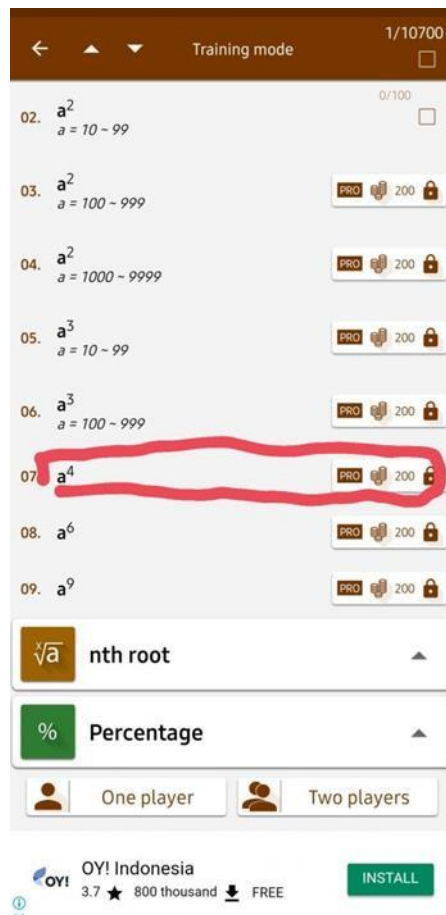 Training mode
1/10700
0/100
02. a²
a = 10 ~ 99
03. a²
a = 100 ~ 999
PRO 200
04. a²
a = 1000 ~ 9999
PRO 200
05. a³
a = 10 ~ 99
PRO 200
06. a³
a = 100 ~ 999
PRO 200
07 a⁴
PRO 200
08. a⁶
PRO 200
09. a⁹
PRO 200
ˣ√a nth root
% Percentage
One player
Two players
OY! OY! Indonesia
3.7 ★ 800 thousand FREE
INSTALL